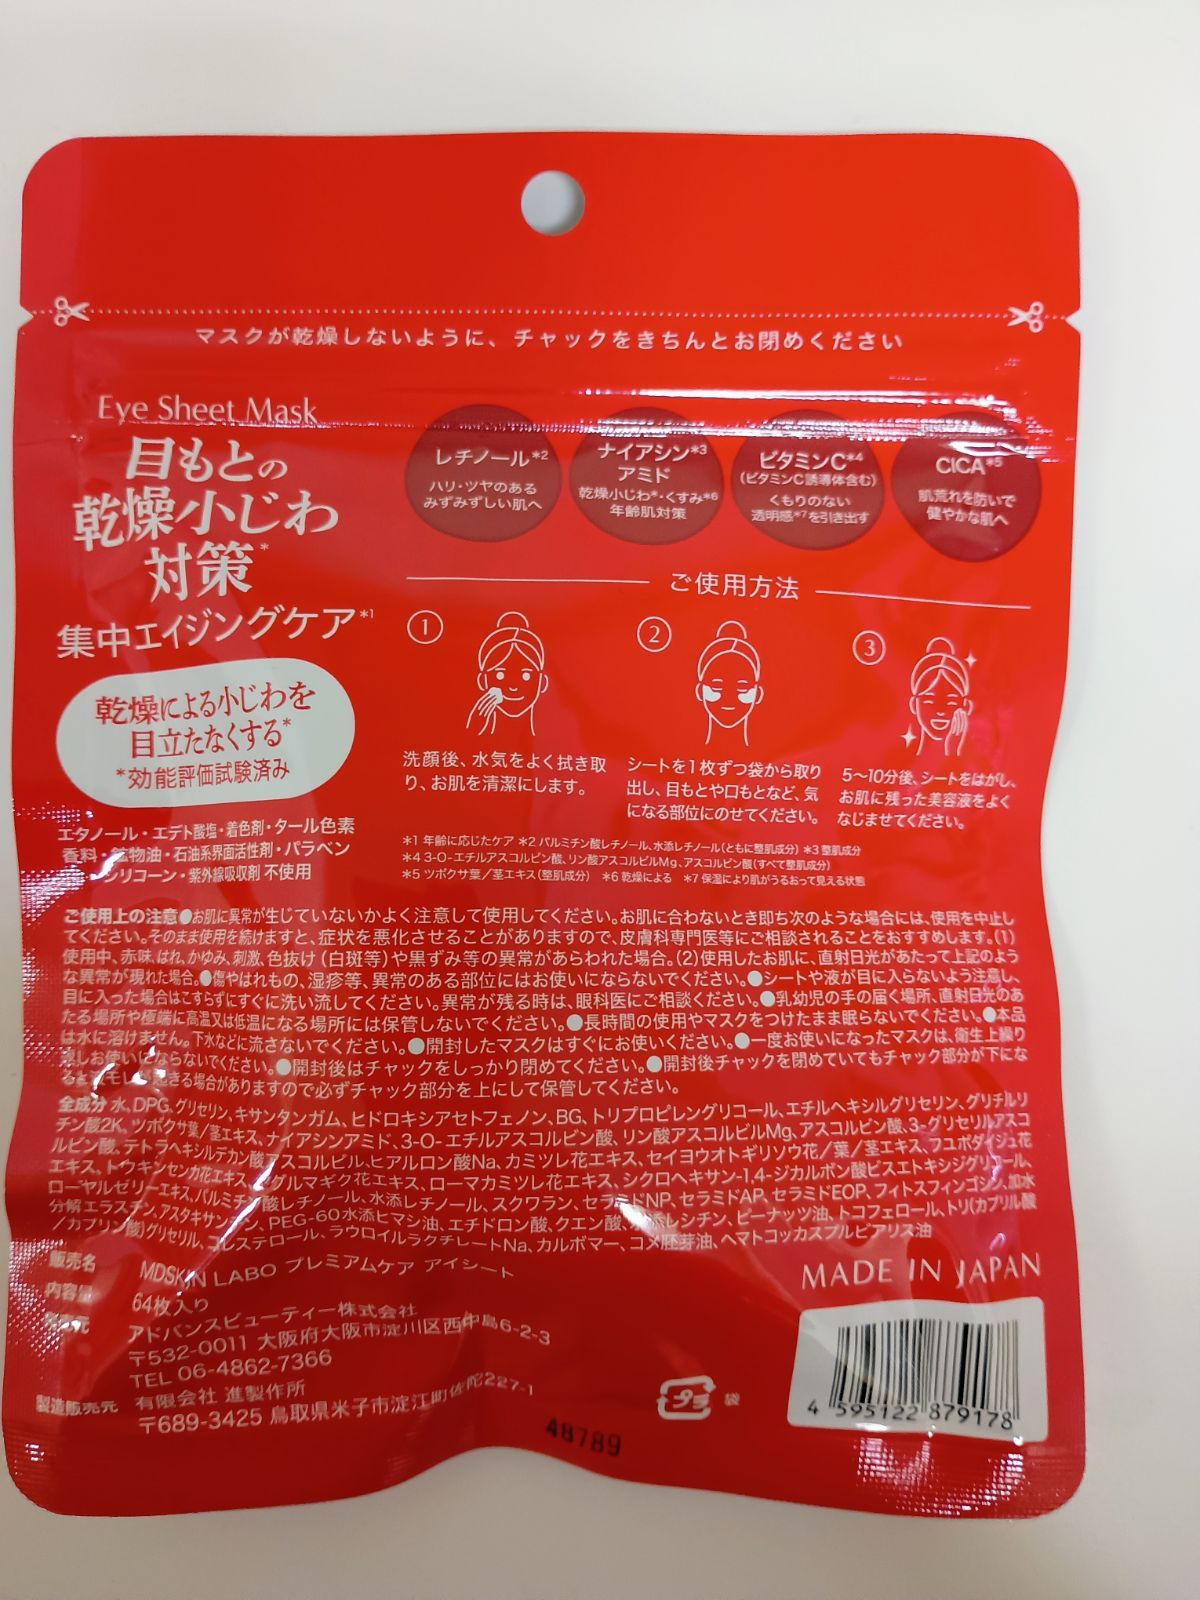 マスクが乾燥しないように、チャックをきちんとお閉めください
Eye Sheet Mask
目もとの
乾燥小じわ
対策*
集中エイジングケア*1
乾燥による小じわを
目立たなくする*
*効能評価試験済み
エタノール・エデト酸塩・着色剤・タール色素
香料・鉱物油・石油系界面活性剤・パラベン
シリコーン・紫外線吸収剤 不使用
レチノール*2
ハリ・ツヤのある
みずみずしい肌へ
ナイアシン*3
アミド
乾燥小じわ*・くすみ*6
年齢肌対策
ビタミンC*4
(ビタミンC誘導体含む)
くもりのない
透明感*7を引き出す
CICA*5
肌荒れを防いで
健やかな肌へ
ご使用方法
1
洗顔後、水気をよく拭き取
り、お肌を清潔にします。
2
シートを1枚ずつ袋から取り
出し、目もとや口もとなど、気
になる部位にのせてください。
3
5〜10分後、シートをはがし、
お肌に残った美容液をよく
なじませてください。
*1 年齢に応じたケア *2 パルミチン酸レチノール、水添レチノール(ともに整肌成分) *3 整肌成分
*4 3-O-エチルアスコルビン酸、リン酸アスコルビルMg、アスコルビン酸(すべて整肌成分)
*5 ツボクサ葉/茎エキス(整肌成分) *6 乾燥による *7 保湿により肌がうるおって見える状態
ご使用上の注意●お肌に異常が生じていないかよく注意して使用してください。お肌に合わないとき即ち次のような場合には、使用を中止し
てください。そのまま使用を続けますと、症状を悪化させることがありますので、皮膚科専門医等にご相談されることをおすすめします。(1)
使用中、赤味、はれ、かゆみ、刺激、色抜け(白斑等)や黒ずみ等の異常があらわれた場合。(2)使用したお肌に、直射日光があたって上記のよう
な異常が現れた場合。●傷やはれもの、湿疹等、異常のある部位にはお使いにならないでください。●シートや液が目に入らないよう注意し、
目に入った場合はこすらずにすぐに洗い流してください。異常が残る時は、眼科医にご相談ください。●乳幼児の手の届く場所、直射日光のあ
たる場所や極端に高温又は低温になる場所には保管しないでください。●長時間の使用やマスクをつけたまま眠らないでください。●本品
は水に溶けません。下水などに流さないでください。●開封したマスクはすぐにお使いください。●一度お使いになったマスクは、衛生上繰り
返しお使いにならないでください。●開封後はチャックをしっかり閉めてください。●開封後チャックを閉めていてもチャック部分が下にな
ると液モレが起きる場合がありますので必ずチャック部分を上にして保管してください。
全成分 水、DPG、グリセリン、キサンタンガム、ヒドロキシアセトフェノン、BG、トリプロピレングリコール、エチルヘキシルグリセリン、グリチルリ
チン酸2K、ツボクサ葉/茎エキス、ナイアシンアミド、3-O-エチルアスコルビン酸、リン酸アスコルビルMg、アスコルビン酸、3-グリセリルアスコ
ルビン酸、テトラヘキシルデカン酸アスコルビル、ヒアルロン酸Na、カミツレ花エキス、セイヨウオトギリソウ花/葉/茎エキス、フユボダイジュ花
エキス、トウキンセンカ花エキス、ヤグルマギク花エキス、ローマカミツレ花エキス、シクロヘキサン-1,4-ジカルボン酸ビスエトキシジグリコール、
ローヤルゼリーエキス、パルミチン酸レチノール、水添レチノール、スクワラン、セラミドNP、セラミドAP、セラミドEOP、フィトスフィンゴシン、加水
分解エラスチン、アスタキサンチン、PEG-60水添ヒマシ油、エチドロン酸、クエン酸、水添レシチン、ピーナッツ油、トコフェロール、トリ(カプリル酸
/カプリン酸)グリセリル、コレステロール、ラウロイルラクチレートNa、カルボマー、コメ胚芽油、ヘマトコッカスプルビアリス油
販売名 MDSKIN LABO プレミアムケア アイシート
内容量 64枚入り
発売元 アドバンスビューティー株式会社
〒532-0011 大阪府大阪市淀川区西中島6-2-3
TEL 06-4862-7366
製造販売元 有限会社 進製作所
〒689-3425 鳥取県米子市淀江町佐陀2271
MADE IN JAPAN
プラ 袋
4 595122 879178
48789